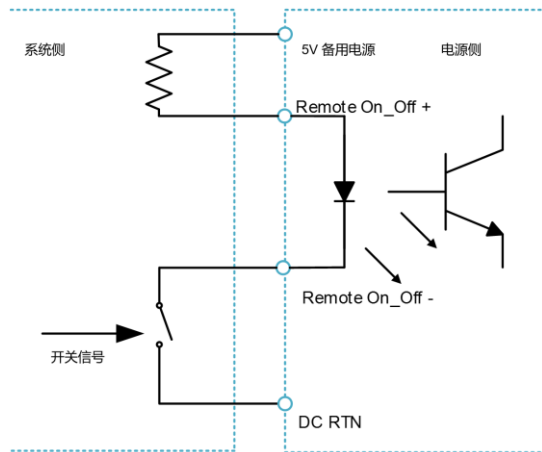 系统侧
5V 备用电源
电源侧
Remote On_Off +
Remote On_Off -
开关信号
DC RTN